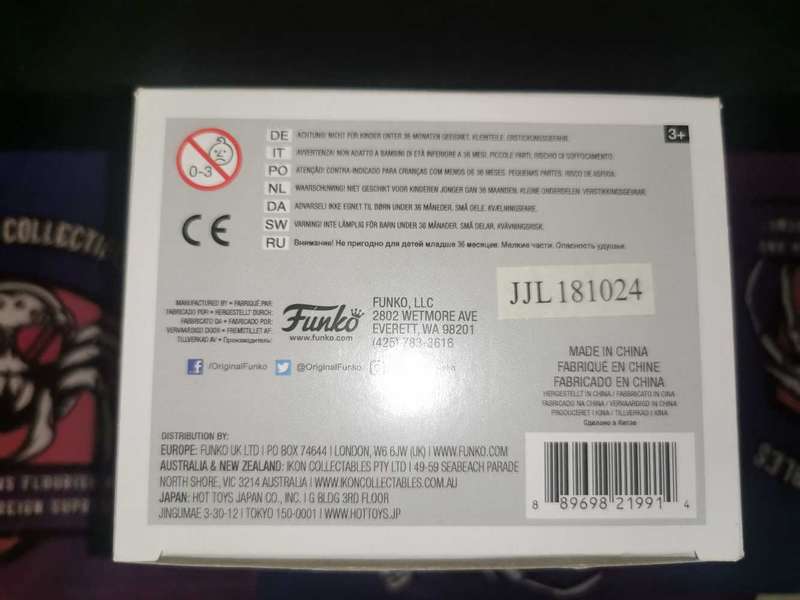 COLLECTI
0-3
3+
DE ACHTUNG! NICHT FÜR KINDER UNTER 36 MONATEN GEEIGNET. KLEINTEILE. ERSTICKUNGSGEFAHR.
IT AVVERTENZA! NON ADATTO A BAMBINI DI ETÀ INFERIORE A 36 MESI. PICCOLE PARTI. RISCHIO DI SOFFOCAMENTO.
PO ATENÇÃO! CONTRA-INDICADO PARA CRIANÇAS COM MENOS DE 36 MESES. PEQUENAS PARTES. RISCO DE ASFIXIA.
NL WAARSCHUWING! NIET GESCHIKT VOOR KINDEREN JONGER DAN 36 MAANDEN. KLEINE ONDERDELEN. VERSTIKKINGSGEVAAR.
DA ADVARSEL! IKKE EGNET TIL BØRN UNDER 36 MÅNEDER. SMÅ DELE. KVÆLNINGSFARE.
SW VARNING! INTE LÄMPLIG FÖR BARN UNDER 36 MÅNADER. SMÅ DELAR. KVÄVNINGSRISK.
RU Внимание! Не пригодно для детей младше 36 месяцев. Мелкие части. Опасность удушья.
CE
JJL 181024
MANUFACTURED BY • FABRIQUÉ PAR:
FABRICADO POR • HERGESTELLT DURCH:
FABBRICATO DA • FABRICADO POR:
VERVAARDIGD DOOR • FREMSTILLET AF:
TILLVERKAD AV • Производитель:
Funko
www.funko.com
FUNKO, LLC
2802 WETMORE AVE
EVERETT, WA 98201
(425) 783-3616
/OriginalFunko @OriginalFunko
MADE IN CHINA
FABRIQUÉ EN CHINE
FABRICADO EN CHINA
HERGESTELLT IN CHINA / FABBRICATO IN CINA
FABRICADO NA CHINA / VERVAARDIGD IN CHINA
PRODUCERET I KINA / TILLVERKAD I KINA
Сделано в Китае
DISTRIBUTION BY:
EUROPE: FUNKO UK LTD | PO BOX 74644 | LONDON, W6 6JW (UK) | WWW.FUNKO.COM
AUSTRALIA & NEW ZEALAND: IKON COLLECTABLES PTY LTD | 49-59 SEABEACH PARADE
NORTH SHORE, VIC 3214 AUSTRALIA | WWW.IKONCOLLECTABLES.COM.AU
JAPAN: HOT TOYS JAPAN CO., INC. | G BLDG 3RD FLOOR
JINGUMAE 3-30-12 | TOKYO 150-0001 | WWW.HOTTOYS.JP
8 89698 21991 4